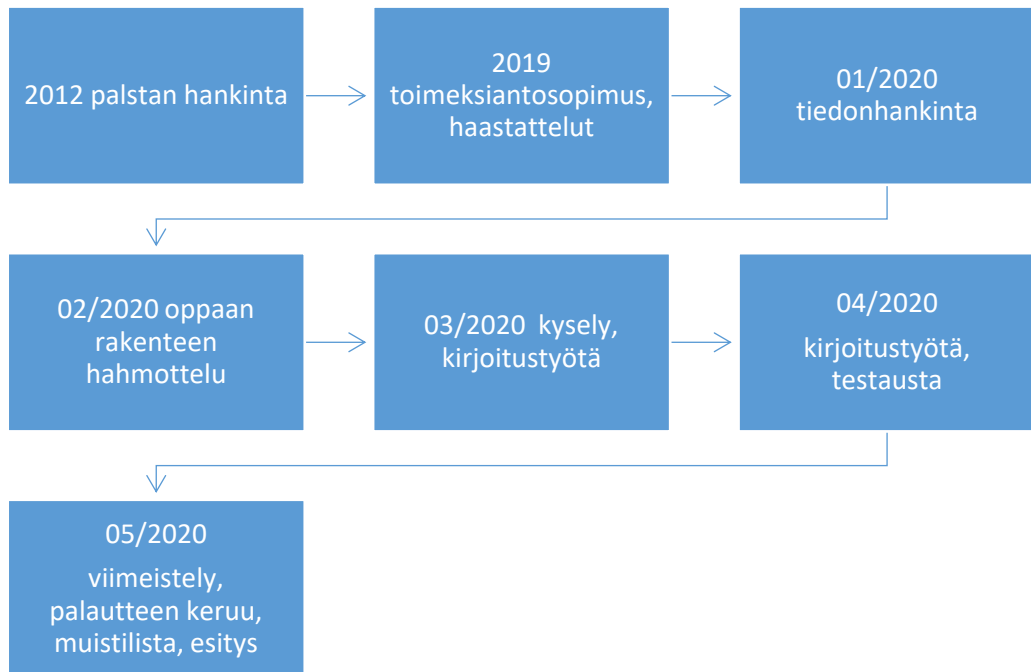 2012 palstan hankinta
2019
toimeksiantosopimus,
haastattelut
01/2020
tiedonhankinta
02/2020 oppaan
rakenteen
hahmottelu
03/2020  kysely,
kirjoitustyötä
04/2020
kirjoitustyötä,
testausta
05/2020
viimeistely,
palautteen keruu,
muistilista, esitys